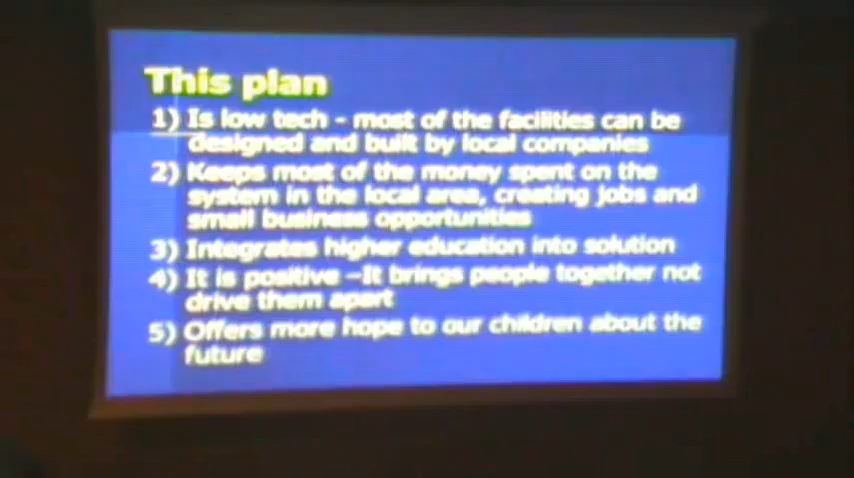 This plan
1) Is low tech - most of the facilities can be
designed and built by local companies
2) Keeps most of the money spent on the
system in the local area, creating jobs and
small business opportunities
3) Integrates higher education into solution
4) It is positive –It brings people together not
drive them apart
5) Offers more hope to our children about the
future